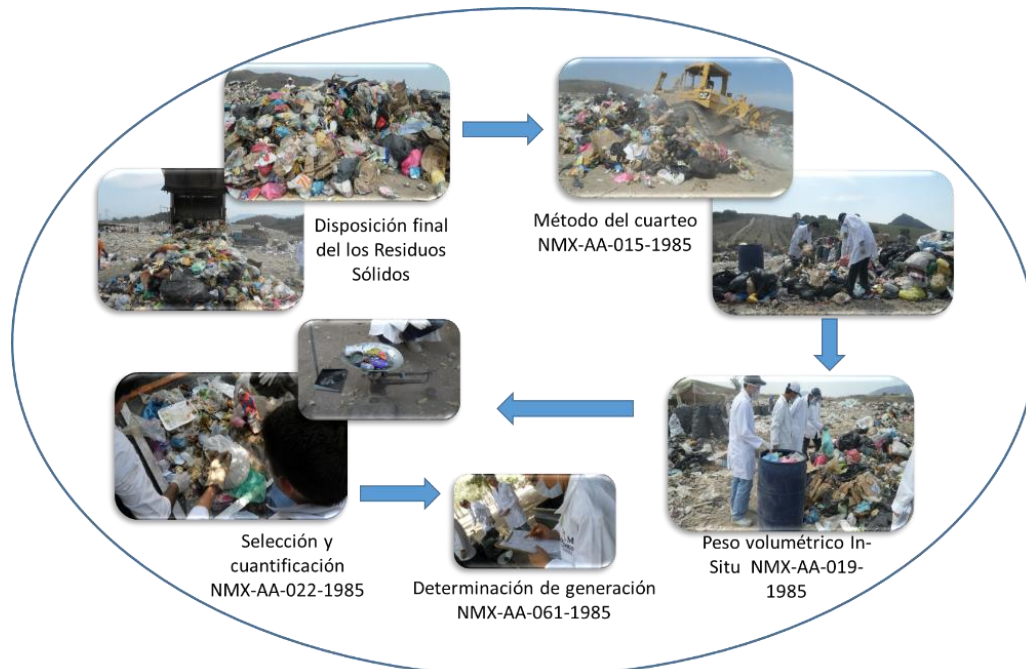 Disposición final
del los Residuos
Sólidos
Método del cuarteo
NMX-AA-015-1985
Peso volumétrico In-
Situ NMX-AA-019-
1985
Selección y
cuantificación
NMX-AA-022-1985
Determinación de generación
NMX-AA-061-1985